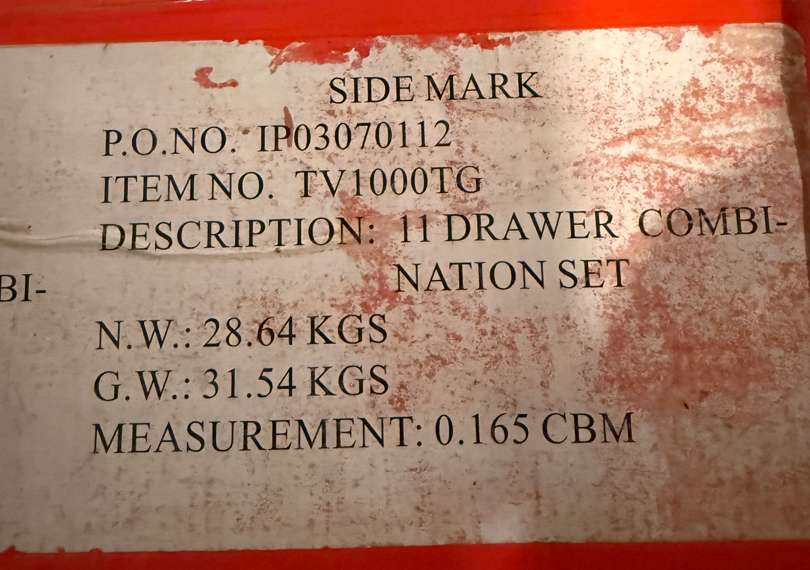 SIDE MARK
P.O.NO. IP03070112
ITEM NO. TV1000TG
DESCRIPTION: 11 DRAWER COMBI-
NATION SET
BI-
N.W.: 28.64 KGS
G.W.: 31.54 KGS
MEASUREMENT: 0.165 CBM